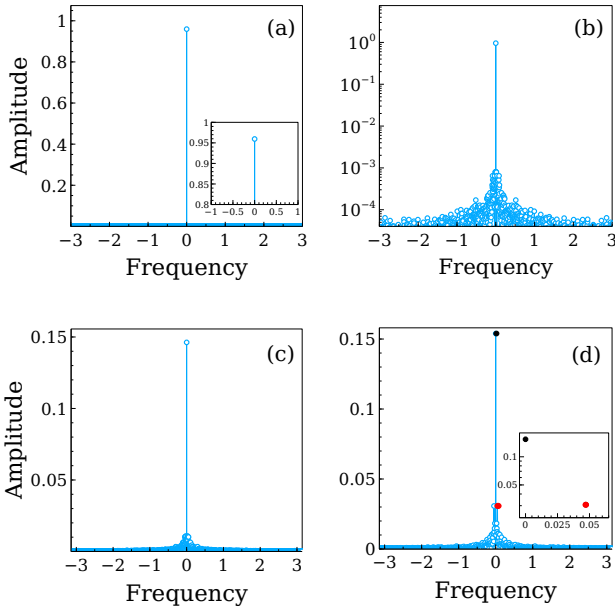 (a)
Amplitude
1
0.8
0.6
0.4
0.2
1
0.95
0.9
0.85
0.8
−1 −0.5 0 0.5 1
−3 −2 −1 0 1 2 3
Frequency
(b)
10⁰
10⁻¹
10⁻²
10⁻³
10⁻⁴
−3 −2 −1 0 1 2 3
Frequency
(c)
Amplitude
0.15
0.1
0.05
−3 −2 −1 0 1 2 3
Frequency
(d)
0.15
0.1
0.05
0
0.1
0.05
0 0.025 0.05
−3 −2 −1 0 1 2 3
Frequency